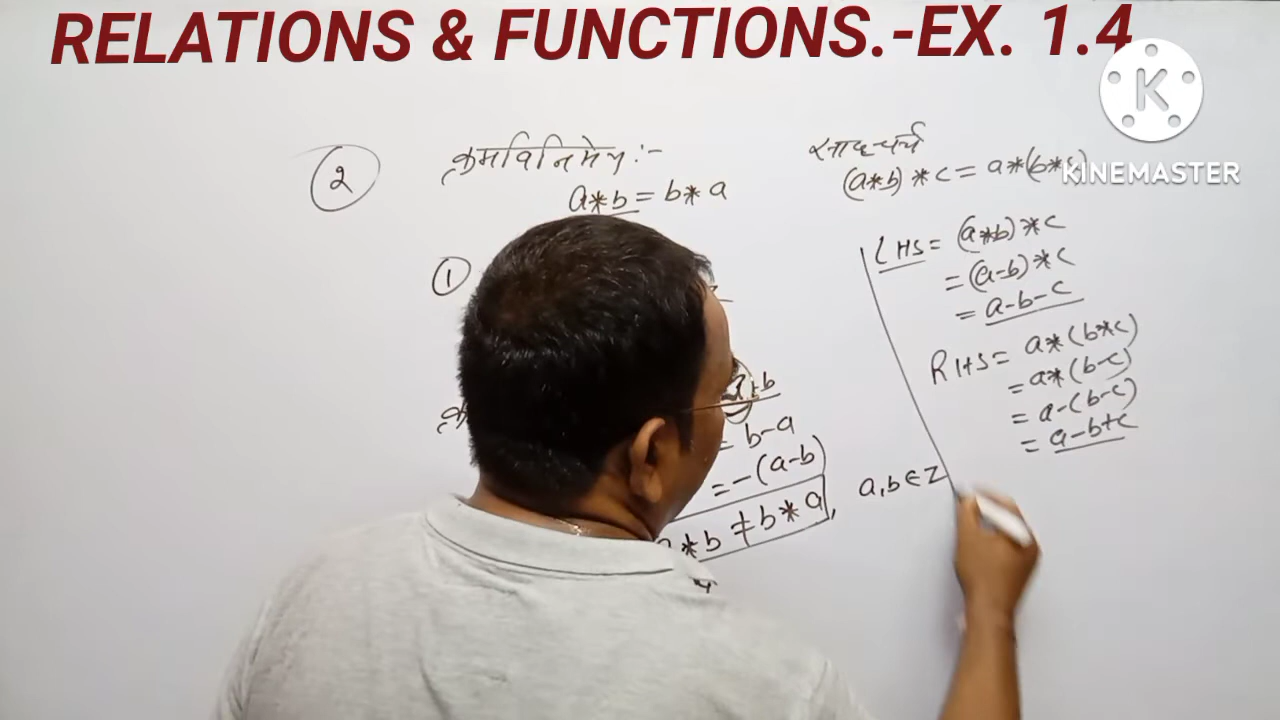 RELATIONS & FUNCTIONS.-EX. 1.4
K
KINEMASTER
2
क्रमविनिमेय :-
a*b = b*a
1
a+b
= b-a
= -(a-b)
*b ≠ b*a, a,b ∈ Z
साहचर्य
(a*b)*c = a*(b*c)
LHS = (a*b)*c
= (a-b)*c
= a-b-c
RHS = a*(b*c)
= a*(b-c)
= a-(b-c)
= a-b+c